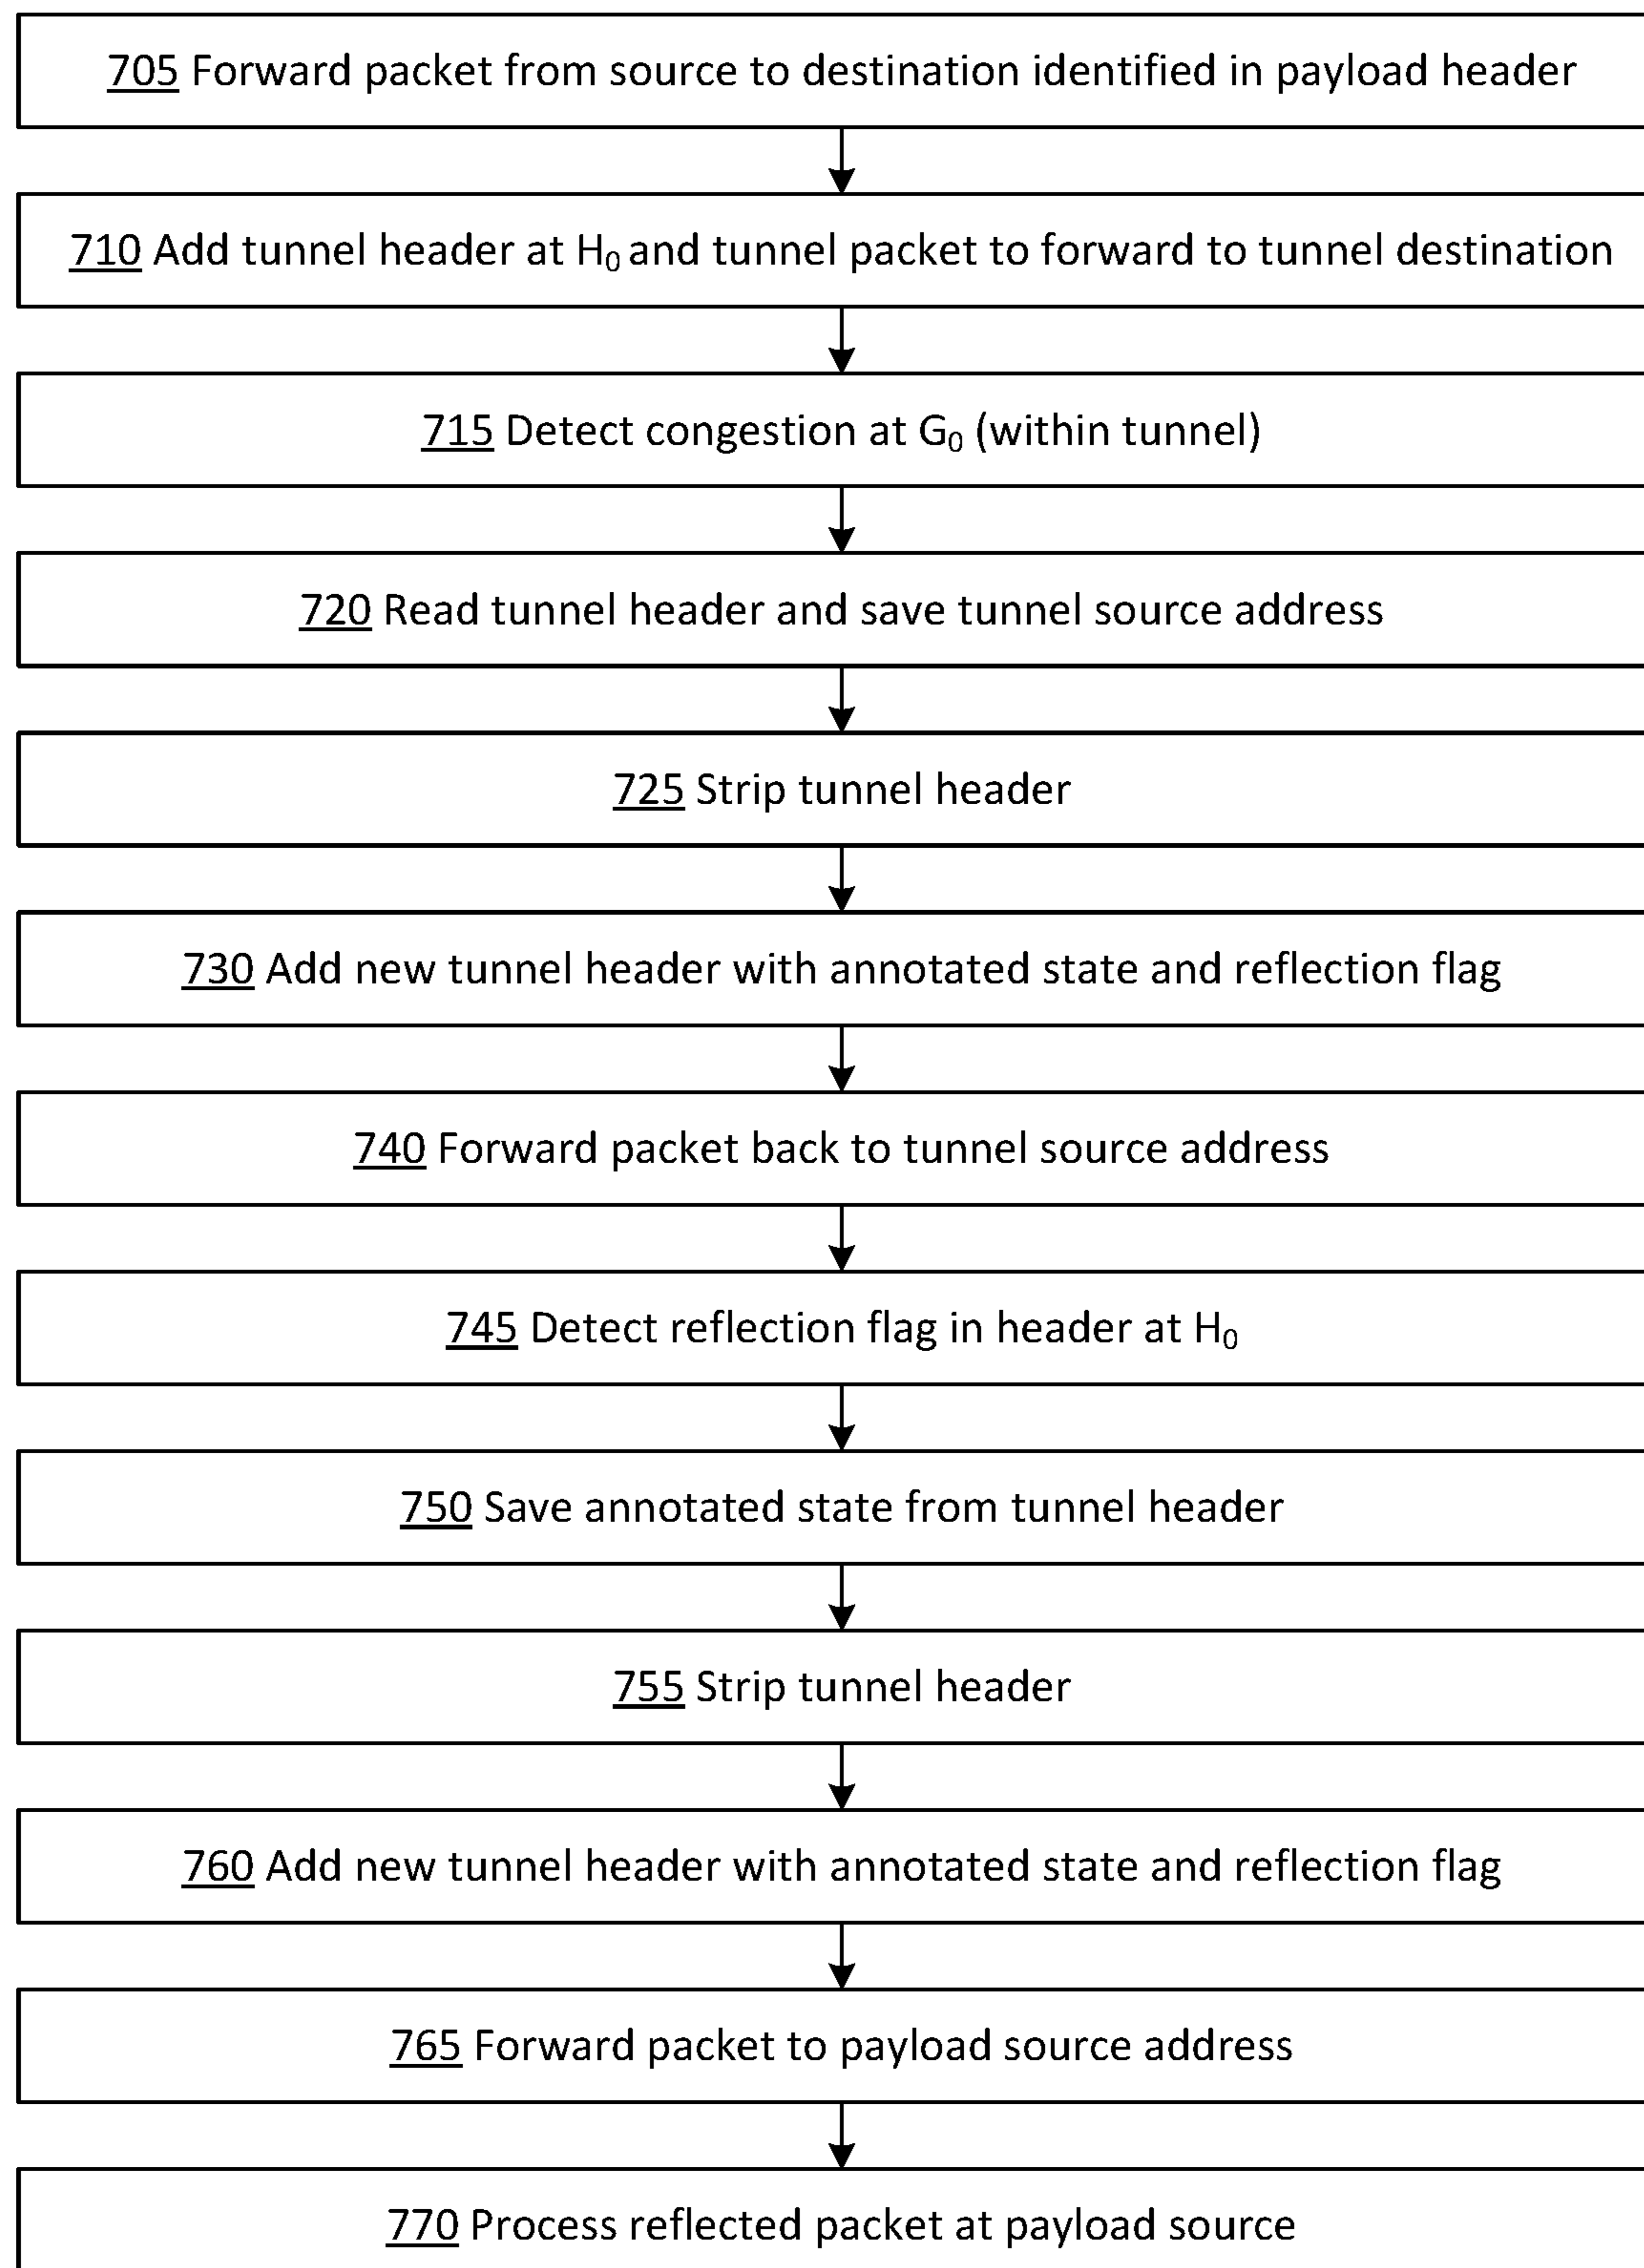 705 Forward packet from source to destination identified in payload header
710 Add tunnel header at H₀ and tunnel packet to forward to tunnel destination
715 Detect congestion at G₀ (within tunnel)
720 Read tunnel header and save tunnel source address
725 Strip tunnel header
730 Add new tunnel header with annotated state and reflection flag
740 Forward packet back to tunnel source address
745 Detect reflection flag in header at H₀
750 Save annotated state from tunnel header
755 Strip tunnel header
760 Add new tunnel header with annotated state and reflection flag
765 Forward packet to payload source address
770 Process reflected packet at payload source